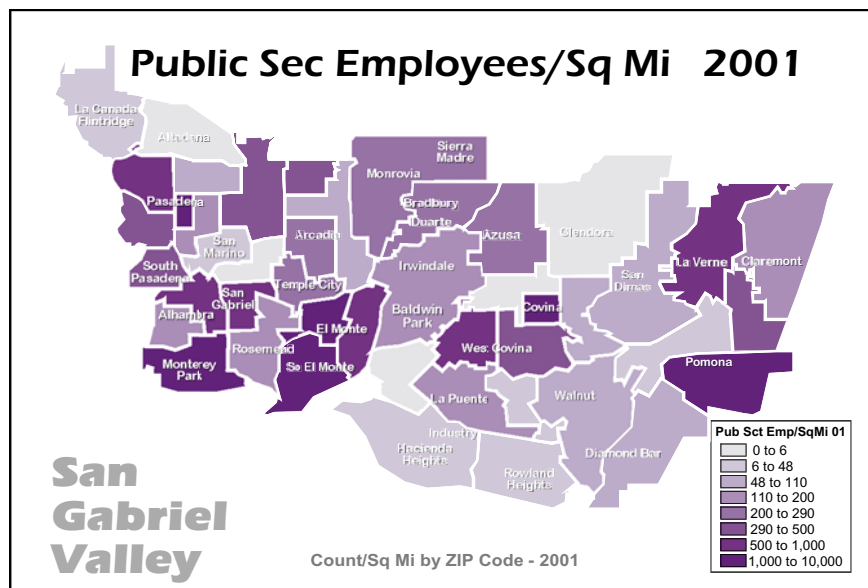 Public Sec Employees/Sq Mi 2001
La Canada
Flintridge
Altadena
Sierra
Madre
Monrovia
Pasadena
Bradbury
Duarte
Arcadia
Azusa
Glendora
San
Marino
La Verne
Claremont
South
Pasadena
Irwindale
San
Dimas
Temple City
San
Gabriel
Alhambra
El Monte
Baldwin
Park
Covina
Rosemead
West Covina
Monterey
Park
So El Monte
Pomona
La Puente
Walnut
Industry
Hacienda
Heights
Diamond Bar
Rowland
Heights
Pub Sct Emp/SqMi 01
0 to 6
6 to 48
48 to 110
110 to 200
200 to 290
290 to 500
500 to 1,000
1,000 to 10,000
San
Gabriel
Valley
Count/Sq Mi by ZIP Code - 2001